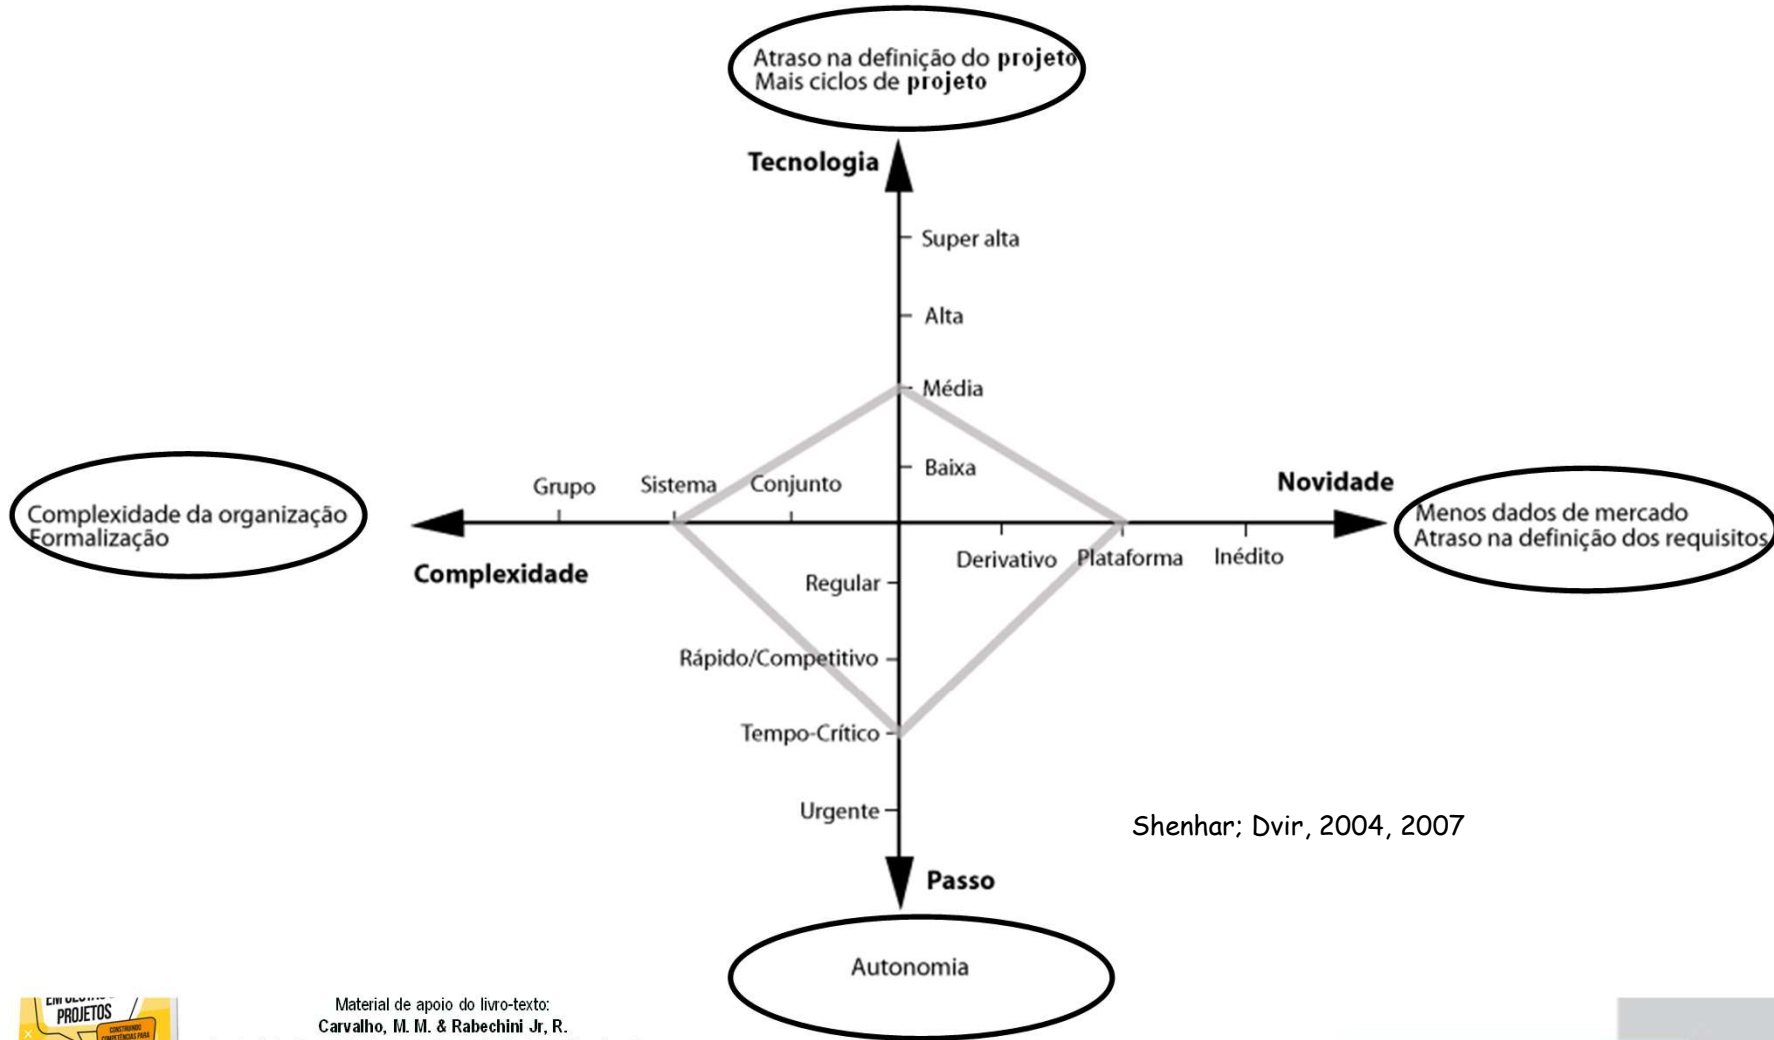 Atraso na definição do projeto
Mais ciclos de projeto
Tecnologia
Super alta
Alta
Média
Baixa
Grupo
Sistema
Conjunto
Novidade
Complexidade da organização
Formalização
Menos dados de mercado
Atraso na definição dos requisitos
Derivativo
Plataforma
Inédito
Complexidade
Regular
Rápido/Competitivo
Tempo-Crítico
Urgente
Shenhar; Dvir, 2004, 2007
Passo
Autonomia
PROJETOS
CONSTRUINDO
COMPETÊNCIAS PARA
Material de apoio do livro-texto:
Carvalho, M. M. & Rabechini Jr, R.